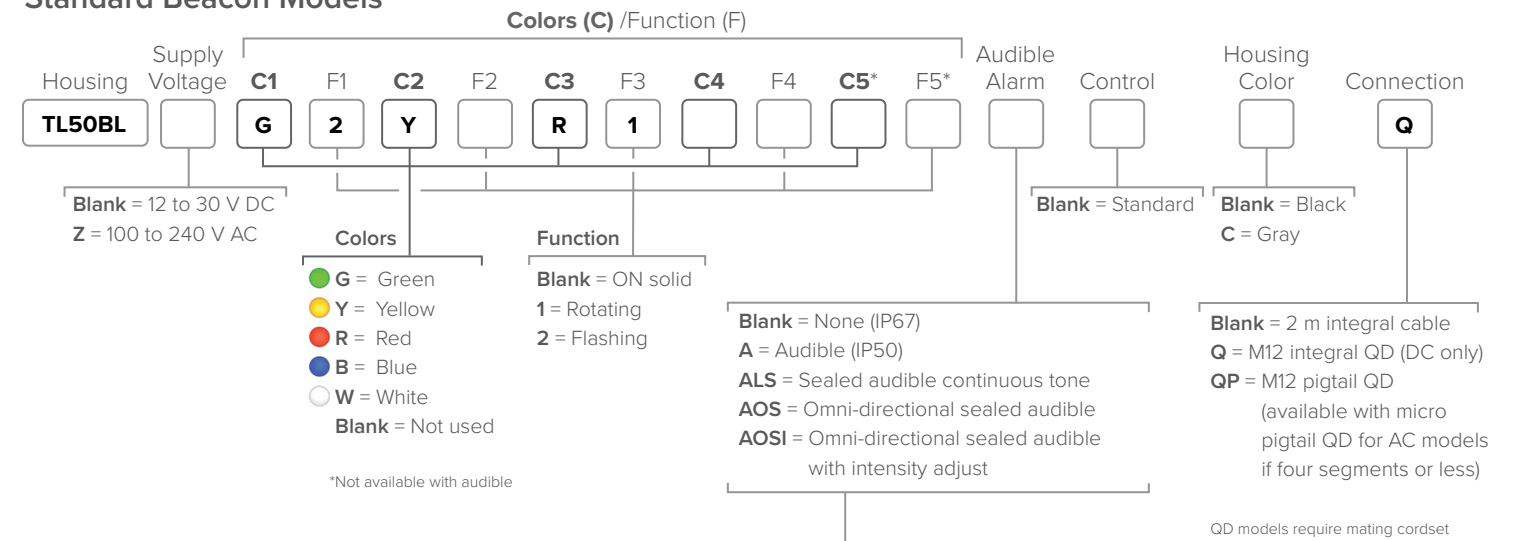 Standard Beacon Models
Colors (C) /Function (F)
Housing
Supply
Voltage
C1
F1
C2
F2
C3
F3
C4
F4
C5*
F5*
Audible
Alarm
Control
Housing
Color
Connection
TL50BL
G
2
Y
R
1
Q
Blank = 12 to 30 V DC
Z = 100 to 240 V AC
Colors
G = Green
Y = Yellow
R = Red
B = Blue
W = White
Blank = Not used
*Not available with audible
Function
Blank = ON solid
1 = Rotating
2 = Flashing
Blank = None (IP67)
A = Audible (IP50)
ALS = Sealed audible continuous tone
AOS = Omni-directional sealed audible
AOSI = Omni-directional sealed audible
with intensity adjust
Blank = Standard
Blank = Black
C = Gray
Blank = 2 m integral cable
Q = M12 integral QD (DC only)
QP = M12 pigtail QD
(available with micro
pigtail QD for AC models
if four segments or less)
QD models require mating cordset